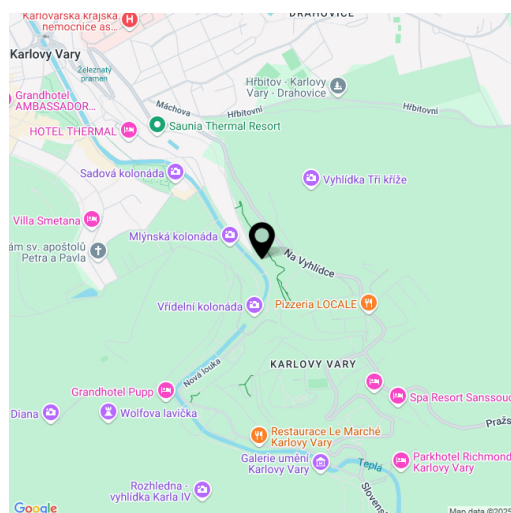 Karlovarská krajská
nemocnice as...
DRAHOVICE
Karlovy Vary
Železnatý
pramen
Hřbitov - Karlovy
Vary - Drahovice
Grandhotel
AMBASSADOR...
Máchova
Hřbitovní
Hřbitovní
HOTEL THERMAL
Saunia Thermal Resort
Sadová kolonáda
Vyhlídka Tři kříže
Villa Smetana
Mlýnská kolonáda
ám sv. apoštolů
Petra a Pavla
Na Vyhlídce
Vřídelní kolonáda
Pizzeria LOCALE
Nová louka
KARLOVY VARY
Grandhotel Pupp
Spa Resort Sanssouc
Diana
Wolfova lavička
Pražs
Restaurace Le Marché
Karlovy Vary
Galerie umění
Karlovy Vary
Teplá
Parkhotel Richmond
Karlovy Vary
Rozhledna -
vyhlídka Karla IV
Slovens
Google
Map data ©2025